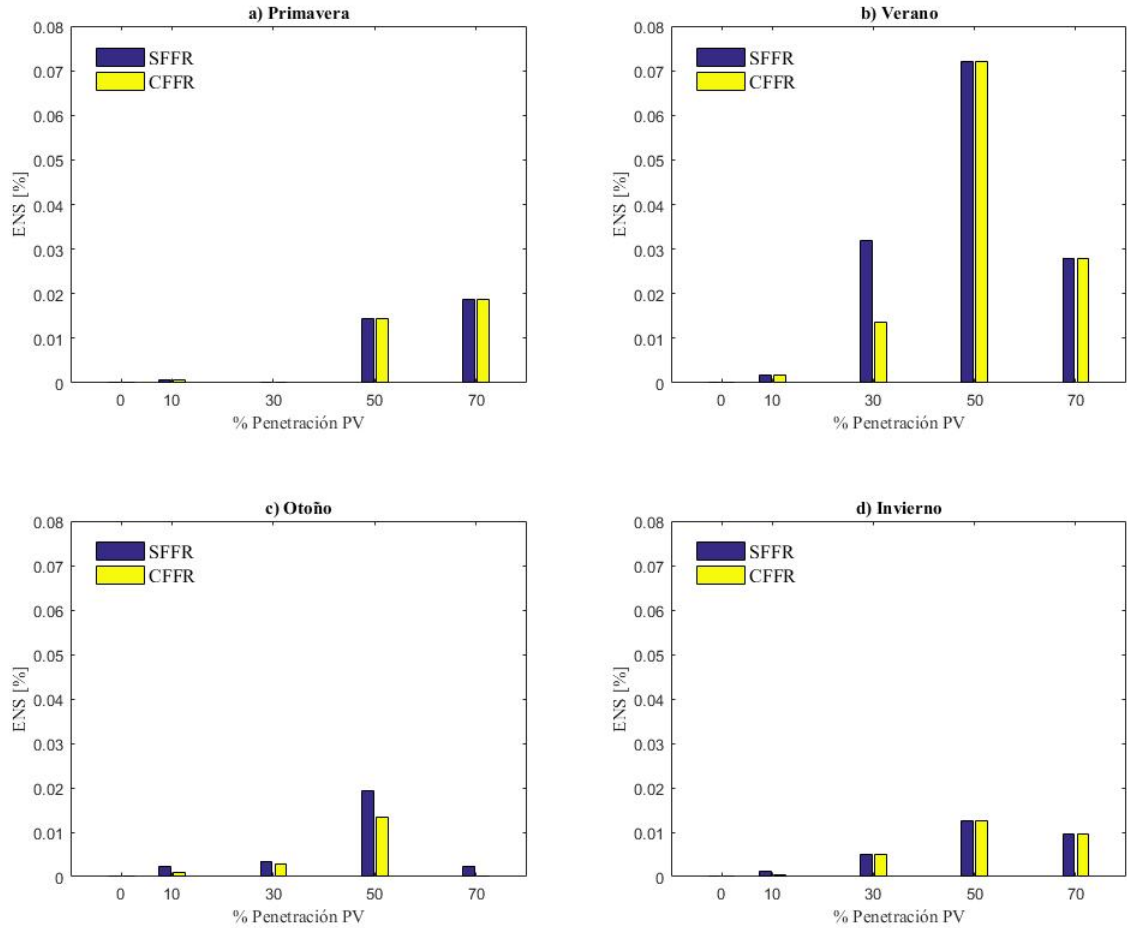 a) Primavera
SFFR
CFFR
ENS [%]
0.08
0.07
0.06
0.05
0.04
0.03
0.02
0.01
0
0 10 30 50 70
% Penetración PV
b) Verano
SFFR
CFFR
ENS [%]
0.08
0.07
0.06
0.05
0.04
0.03
0.02
0.01
0
0 10 30 50 70
% Penetración PV
c) Otoño
SFFR
CFFR
ENS [%]
0.08
0.07
0.06
0.05
0.04
0.03
0.02
0.01
0
0 10 30 50 70
% Penetración PV
d) Invierno
SFFR
CFFR
ENS [%]
0.08
0.07
0.06
0.05
0.04
0.03
0.02
0.01
0
0 10 30 50 70
% Penetración PV